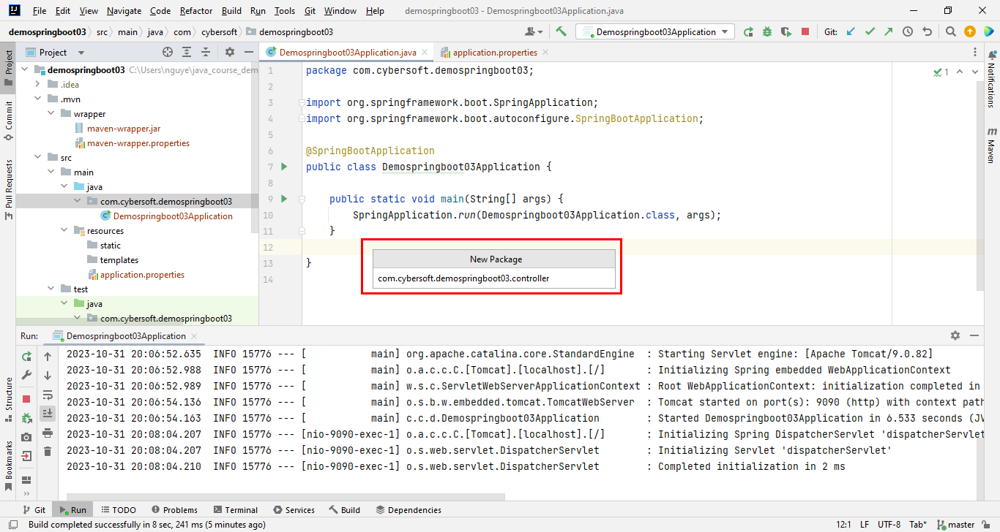 File Edit View Navigate Code Refactor Build Run Tools Git Window Help demospringboot03 - Demospringboot03Application.java
demospringboot03 src main java com cybersoft demospringboot03 Demospringboot03Application Git:
Project Demospringboot03Application.java application.properties
Project
Commit
Pull Requests
demospringboot03 C:\Users\nguye\java_course_dem
.idea
.mvn
wrapper
maven-wrapper.jar
maven-wrapper.properties
src
main
java
com.cybersoft.demospringboot03
Demospringboot03Application
resources
static
templates
application.properties
test
java
com.cybersoft.demospringboot03
1 package com.cybersoft.demospringboot03;
2
3 import org.springframework.boot.SpringApplication;
4 import org.springframework.boot.autoconfigure.SpringBootApplication;
5
6 @SpringBootApplication
7 public class Demospringboot03Application {
8
9 public static void main(String[] args) {
10 SpringApplication.run(Demospringboot03Application.class, args);
11 }
12
13 }
14
1
New Package
com.cybersoft.demospringboot03.controller
Notifications
m Maven
Run: Demospringboot03Application
2023-10-31 20:06:52.635 INFO 15776 --- [ main] org.apache.catalina.core.StandardEngine : Starting Servlet engine: [Apache Tomcat/9.0.82]
2023-10-31 20:06:52.988 INFO 15776 --- [ main] o.a.c.c.C.[Tomcat].[localhost].[/] : Initializing Spring embedded WebApplicationContext
2023-10-31 20:06:52.989 INFO 15776 --- [ main] w.s.c.ServletWebServerApplicationContext : Root WebApplicationContext: initialization completed in
2023-10-31 20:06:54.136 INFO 15776 --- [ main] o.s.b.w.embedded.tomcat.TomcatWebServer : Tomcat started on port(s): 9090 (http) with context path
2023-10-31 20:06:54.163 INFO 15776 --- [ main] c.c.d.Demospringboot03Application : Started Demospringboot03Application in 6.533 seconds (JV
2023-10-31 20:08:04.207 INFO 15776 --- [nio-9090-exec-1] o.a.c.c.C.[Tomcat].[localhost].[/] : Initializing Spring DispatcherServlet 'dispatcherServlet
2023-10-31 20:08:04.207 INFO 15776 --- [nio-9090-exec-1] o.s.web.servlet.DispatcherServlet : Initializing Servlet 'dispatcherServlet'
2023-10-31 20:08:04.210 INFO 15776 --- [nio-9090-exec-1] o.s.web.servlet.DispatcherServlet : Completed initialization in 2 ms
Structure
Bookmarks
Git Run TODO Problems Terminal Services Build Dependencies
Build completed successfully in 8 sec, 241 ms (5 minutes ago) 12:1 LF UTF-8 Tab* master